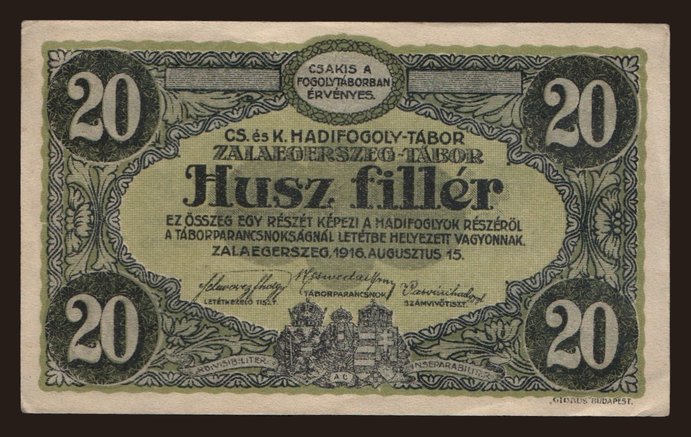 20
20
CSAKIS A
FOGOLYTÁBORBAN
ÉRVÉNYES.
CS. és K. HADIFOGOLY-TÁBOR
ZALAEGERSZEG-TÁBOR
Husz fillér
EZ ÖSSZEG EGY RÉSZÉT KÉPEZI A HADIFOGLYOK RÉSZÉRŐL
A TÁBORPARANCSNOKSÁGNÁL LETÉTBE HELYEZETT VAGYONNAK.
ZALAEGERSZEG, 1916. AUGUSZTUS 15.
LETÉTKEZELŐ TISZT.
TÁBORPARANCSNOK
SZÁMVIVŐTISZT.
20
20
INDIVISIBILITER
AC
INSEPARABILITER
„GLOBUS” BUDAPEST.